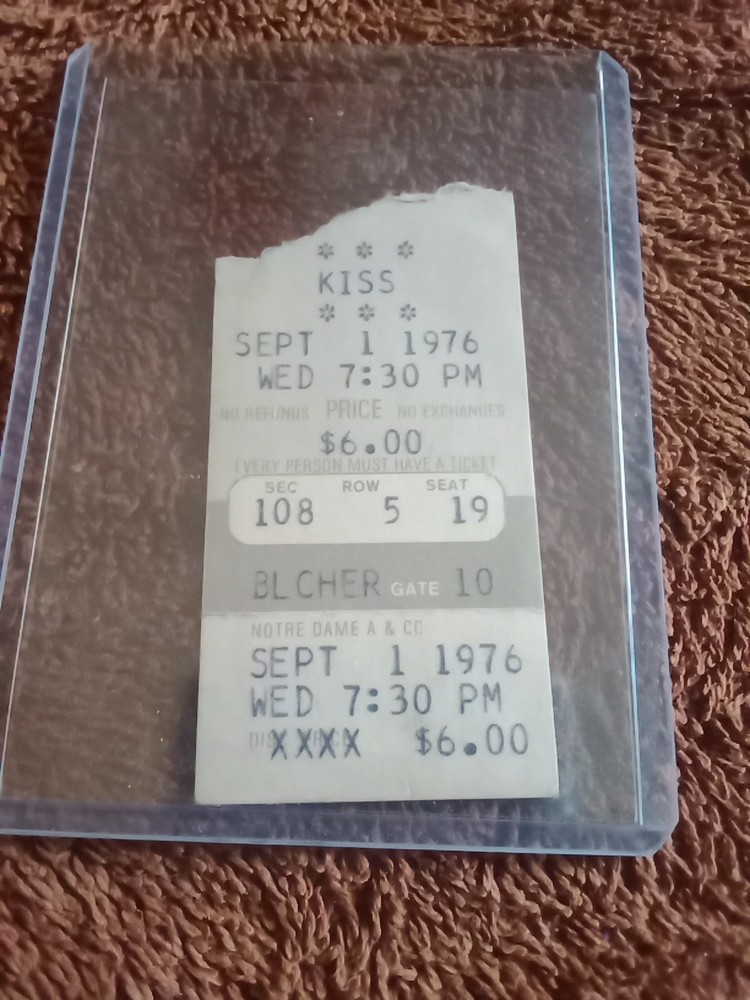 * * *
KISS
* * *
SEPT 1 1976
WED 7:30 PM
NO REFUNDS PRICE NO EXCHANGES
$6.00
EVERY PERSON MUST HAVE A TICKET
SEC ROW SEAT
108 5 19
BLCHER GATE 10
NOTRE DAME A & CC
SEPT 1 1976
WED 7:30 PM
XXXX $6.00